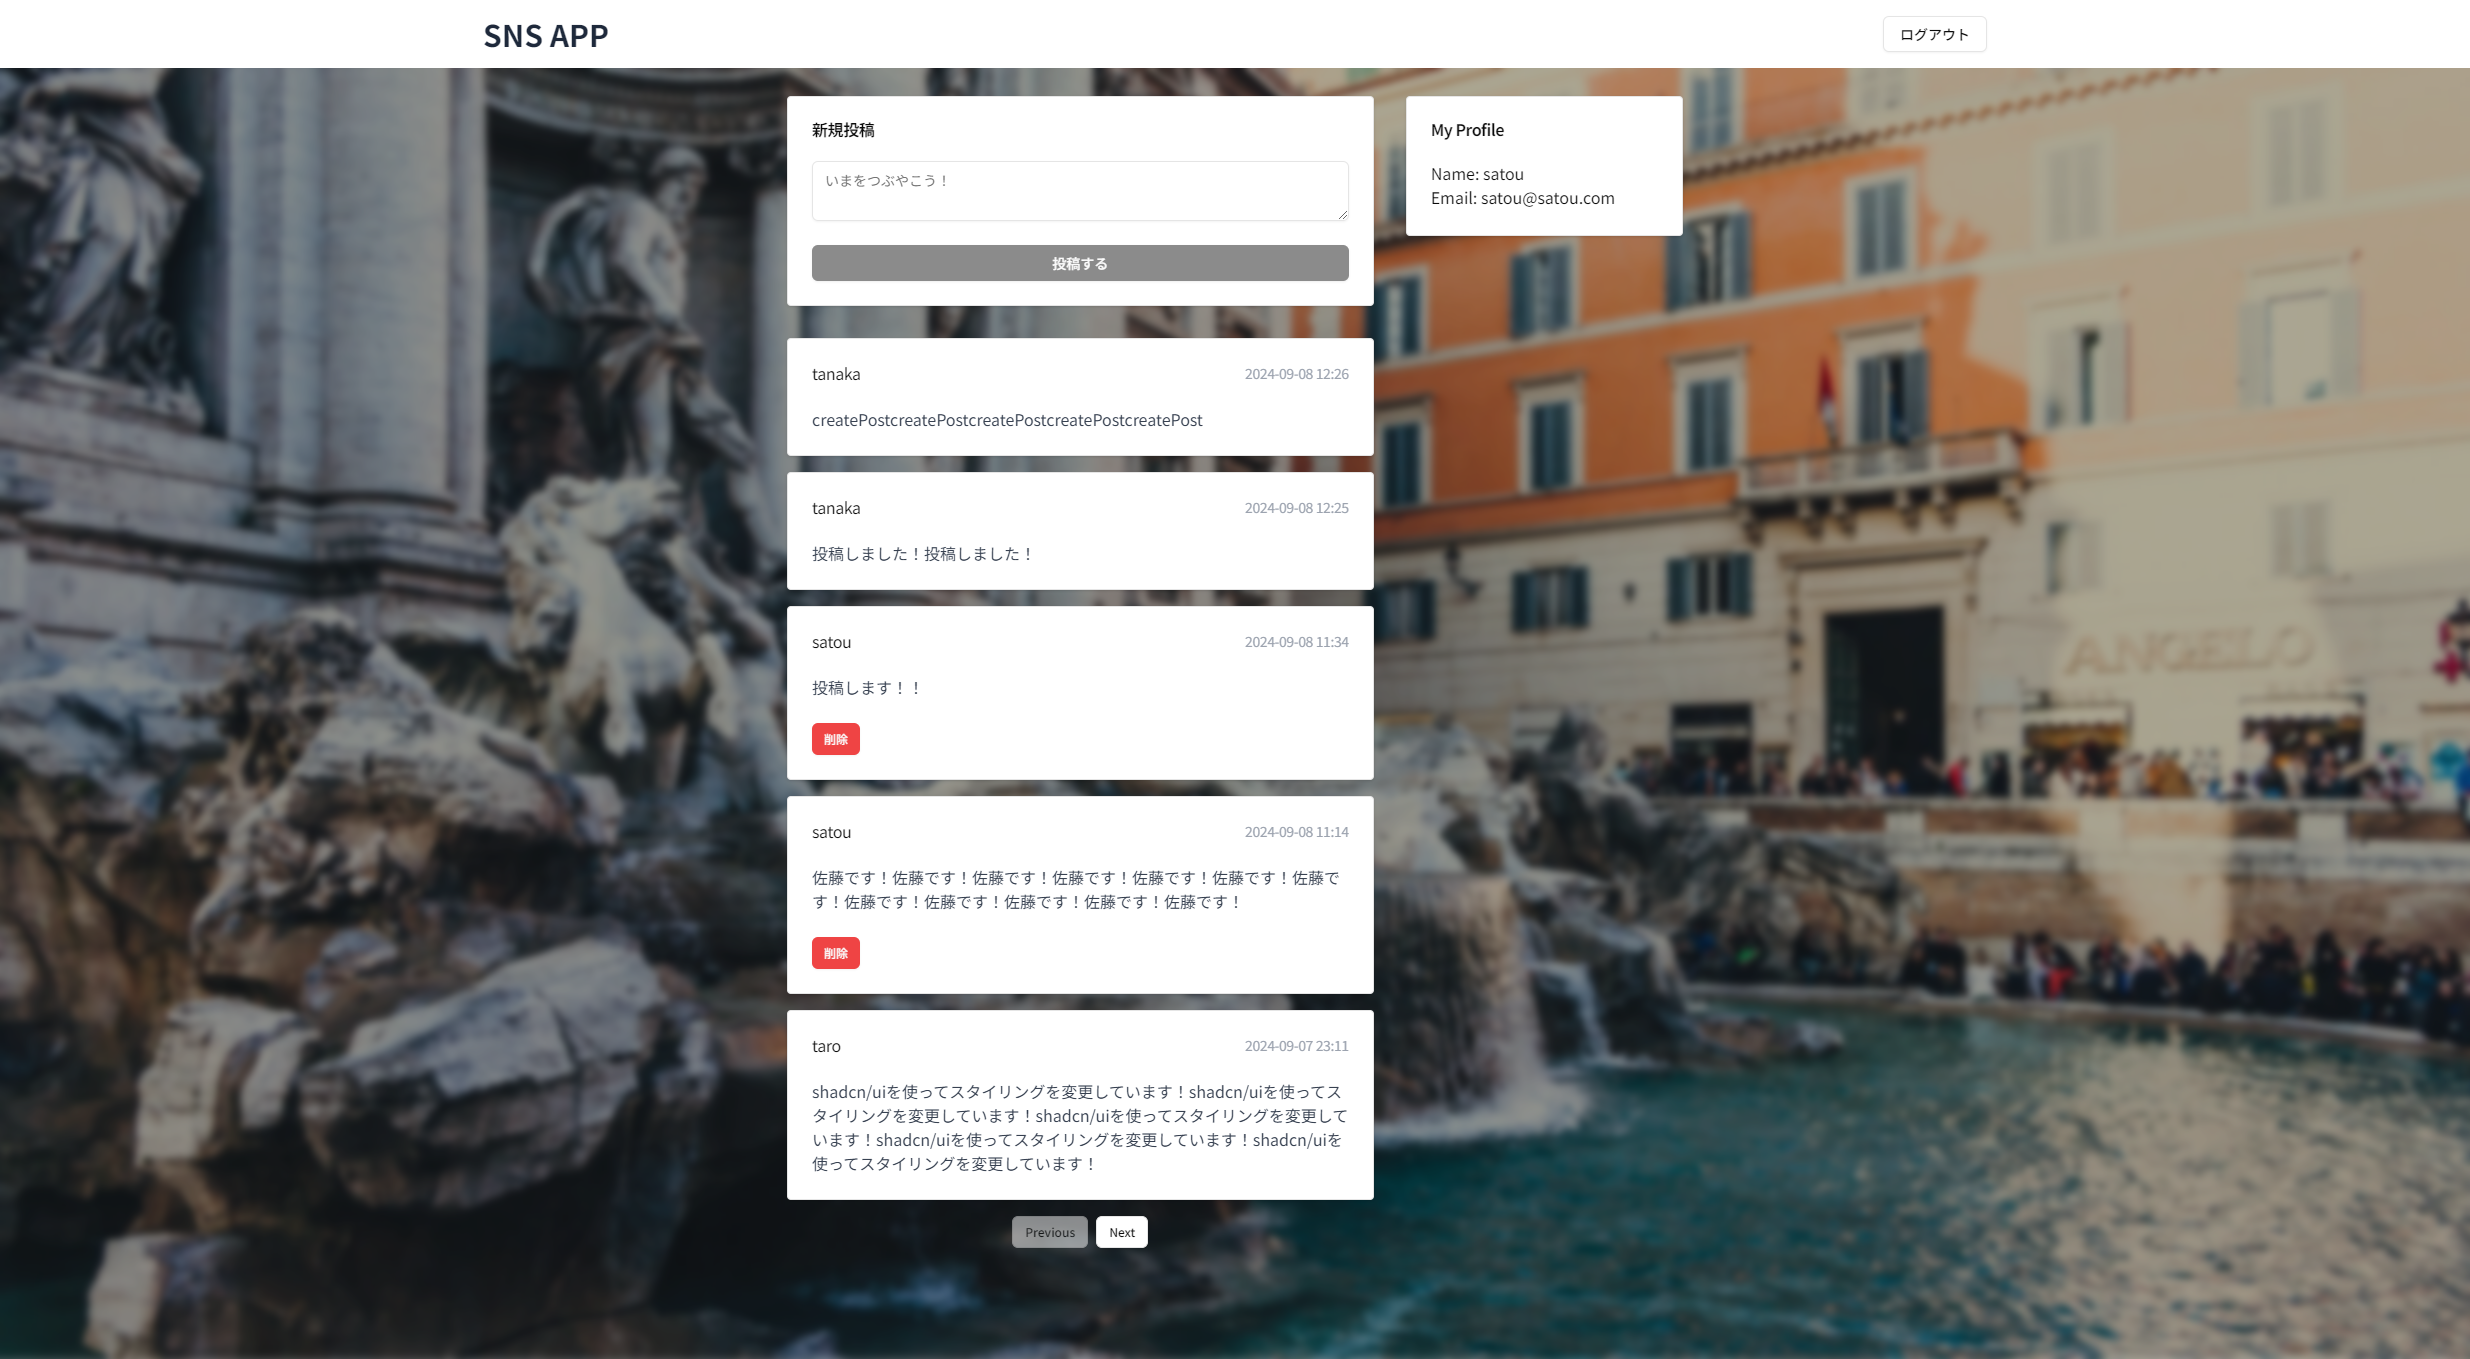 SNS APP
ログアウト
新規投稿
いまをつぶやこう！
投稿する
My Profile
Name: satou
Email: satou@satou.com
tanaka
2024-09-08 12:26
createPostcreatePostcreatePostcreatePostcreatePost
tanaka
2024-09-08 12:25
投稿しました！投稿しました！
satou
2024-09-08 11:34
投稿します！！
削除
satou
2024-09-08 11:14
佐藤です！佐藤です！佐藤です！佐藤です！佐藤です！佐藤です！佐藤で
す！佐藤です！佐藤です！佐藤です！佐藤です！佐藤です！
削除
taro
2024-09-07 23:11
shadcn/uiを使ってスタイリングを変更しています！shadcn/uiを使ってス
タイリングを変更しています！shadcn/uiを使ってスタイリングを変更して
います！shadcn/uiを使ってスタイリングを変更しています！shadcn/uiを
使ってスタイリングを変更しています！
Previous
Next
ANGELO